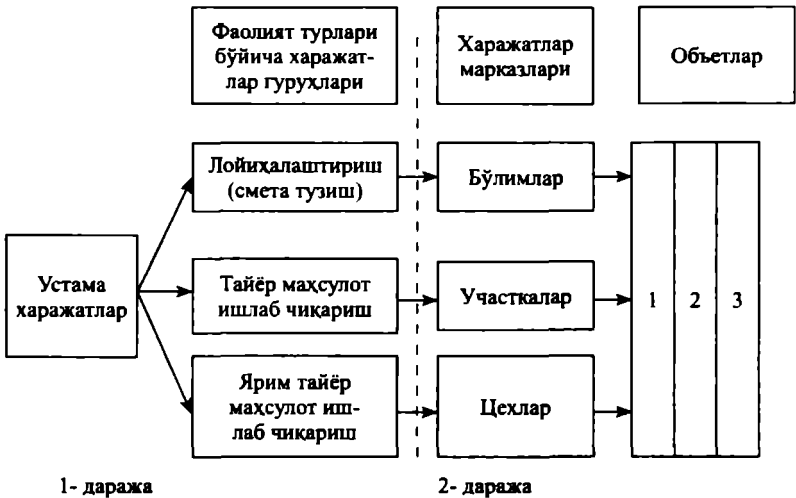 Фаолият турлари
бўйича харажат-
лар гуруҳлари
Харажатлар
марказлари
Объетлар
Лойиҳалаштириш
(смета тузиш)
Бўлимлар
Устама
харажатлар
Тайёр маҳсулот
ишлаб чиқариш
Участкалар
1 2 3
Ярим тайёр
маҳсулот иш-
лаб чиқариш
Цехлар
1- даража
2- даража